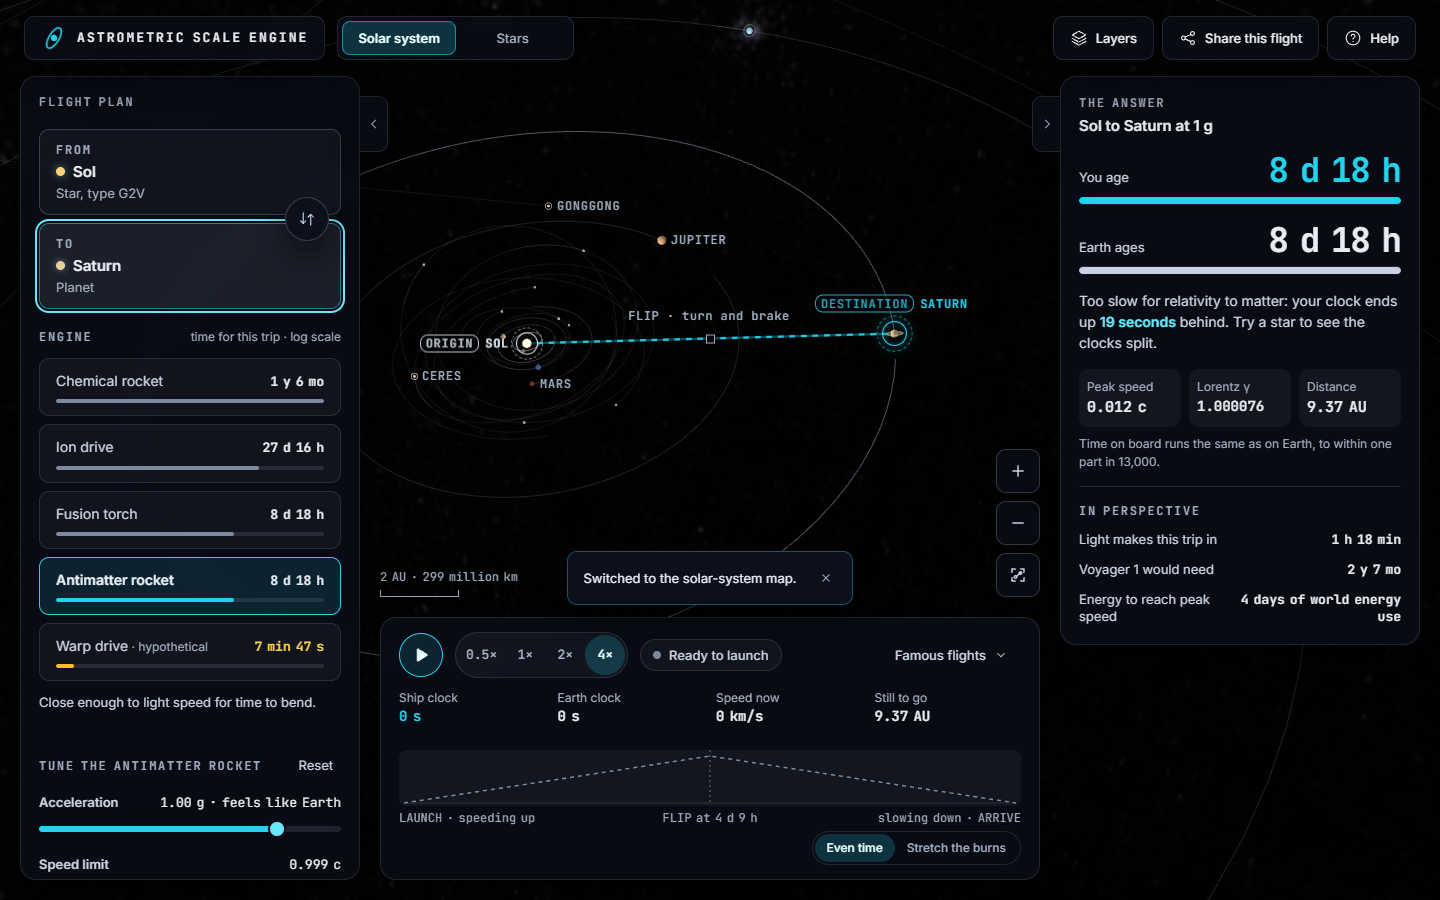 ASTROMETRIC SCALE ENGINE
Solar system
Stars
Layers
Share this flight
Help
FLIGHT PLAN
FROM
Sol
Star, type G2V
TO
Saturn
Planet
ENGINE
time for this trip · log scale
Chemical rocket
1 y 6 mo
Ion drive
27 d 16 h
Fusion torch
8 d 18 h
Antimatter rocket
8 d 18 h
Warp drive · hypothetical
7 min 47 s
Close enough to light speed for time to bend.
TUNE THE ANTIMATTER ROCKET
Reset
Acceleration
1.00 g · feels like Earth
Speed limit
0.999 c
GONGGONG
JUPITER
DESTINATION SATURN
FLIP · turn and brake
ORIGIN SOL
CERES
MARS
2 AU · 299 million km
Switched to the solar-system map.
0.5×
1×
2×
4×
Ready to launch
Famous flights
Ship clock
0 s
Earth clock
0 s
Speed now
0 km/s
Still to go
9.37 AU
LAUNCH · speeding up
FLIP at 4 d 9 h
slowing down · ARRIVE
Even time
Stretch the burns
THE ANSWER
Sol to Saturn at 1 g
You age
8 d 18 h
Earth ages
8 d 18 h
Too slow for relativity to matter: your clock ends
up 19 seconds behind. Try a star to see the
clocks split.
Peak speed
0.012 c
Lorentz γ
1.000076
Distance
9.37 AU
Time on board runs the same as on Earth, to within one
part in 13,000.
IN PERSPECTIVE
Light makes this trip in
1 h 18 min
Voyager 1 would need
2 y 7 mo
Energy to reach peak
speed
4 days of world energy
use